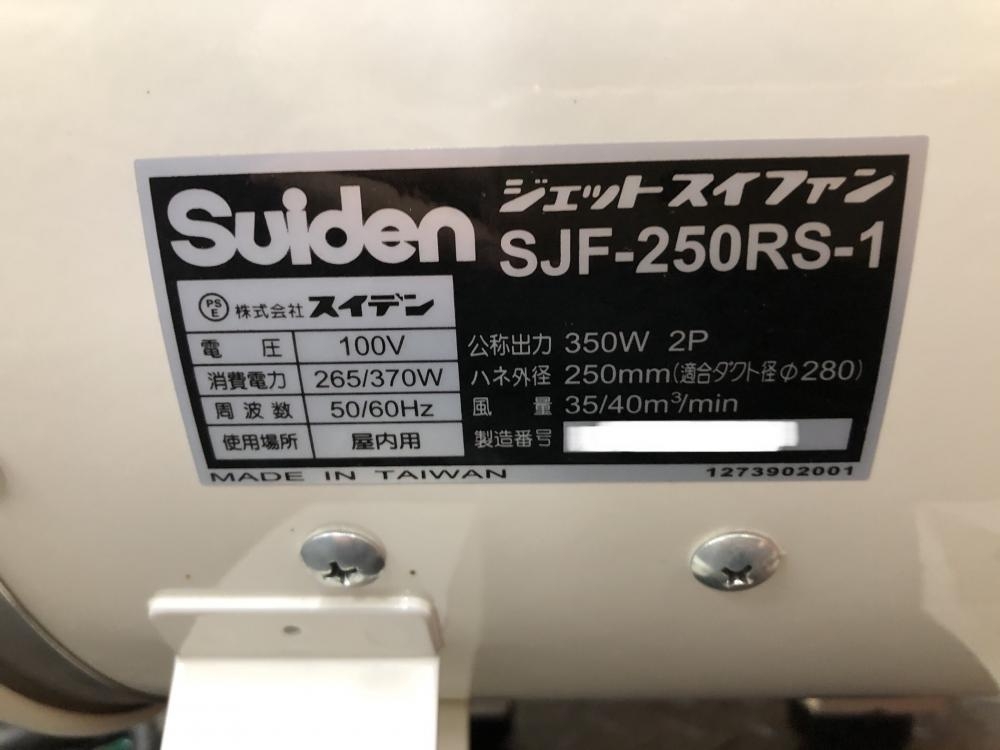 Suiden
ジェットスイファン
SJF-250RS-1
PSE 株式会社 スイデン
電圧 100V
消費電力 265/370W
周波数 50/60Hz
使用場所 屋内用
公称出力 350W 2P
ハネ外径 250mm(適合ダクト径φ280)
風量 35/40m³/min
製造番号
MADE IN TAIWAN
1273902001